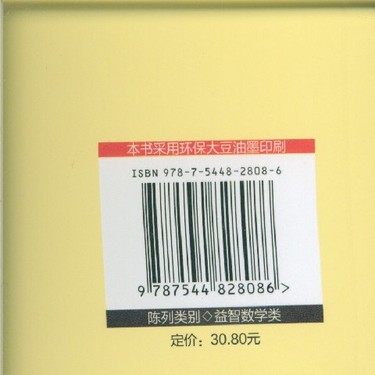 本书采用环保大豆油墨印刷
ISBN 978-7-5448-2808-6
9 787544 828086 >
陈列类别◇益智数学类
定价：30.80元